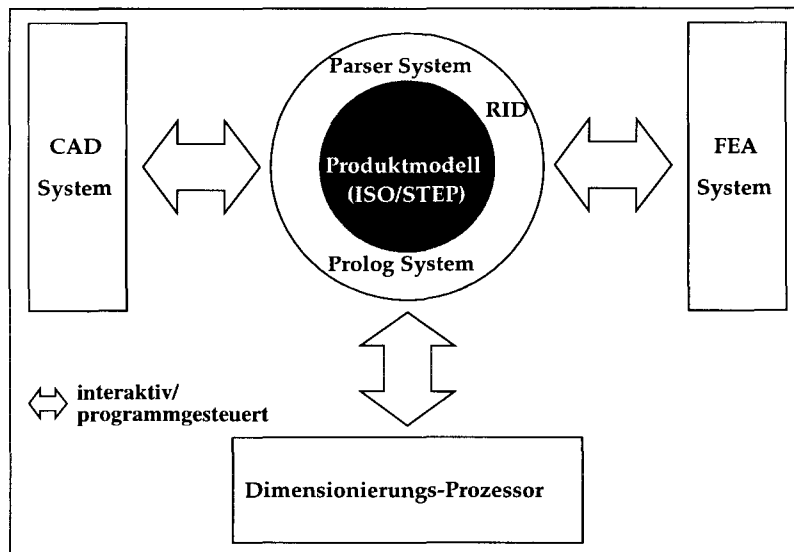 Parser System
RID
CAD
System
Produktmodell
(ISO/STEP)
FEA
System
Prolog System
interaktiv/
programmgesteuert
Dimensionierungs-Prozessor